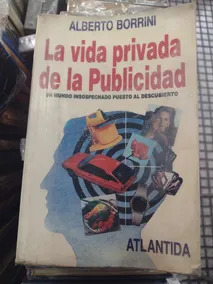 ALBERTO BORRINI
La vida privada
de la Publicidad
UN MUNDO INSOSPECHADO PUESTO AL DESCUBIERTO
ATLANTIDA